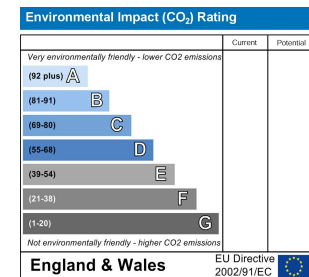 Environmental Impact (CO₂) Rating
Current Potential
Very environmentally friendly - lower CO2 emissions
(92 plus) A
(81-91) B
(69-80) C
(55-68) D
(39-54) E
(21-38) F
(1-20) G
Not environmentally friendly - higher CO2 emissions
England & Wales
EU Directive
2002/91/EC